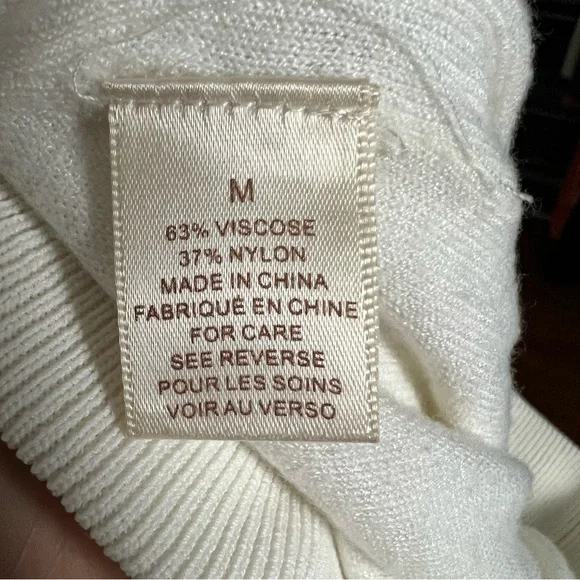 M
63% VISCOSE
37% NYLON
MADE IN CHINA
FABRIQUÉ EN CHINE
FOR CARE
SEE REVERSE
POUR LES SOINS
VOIR AU VERSO